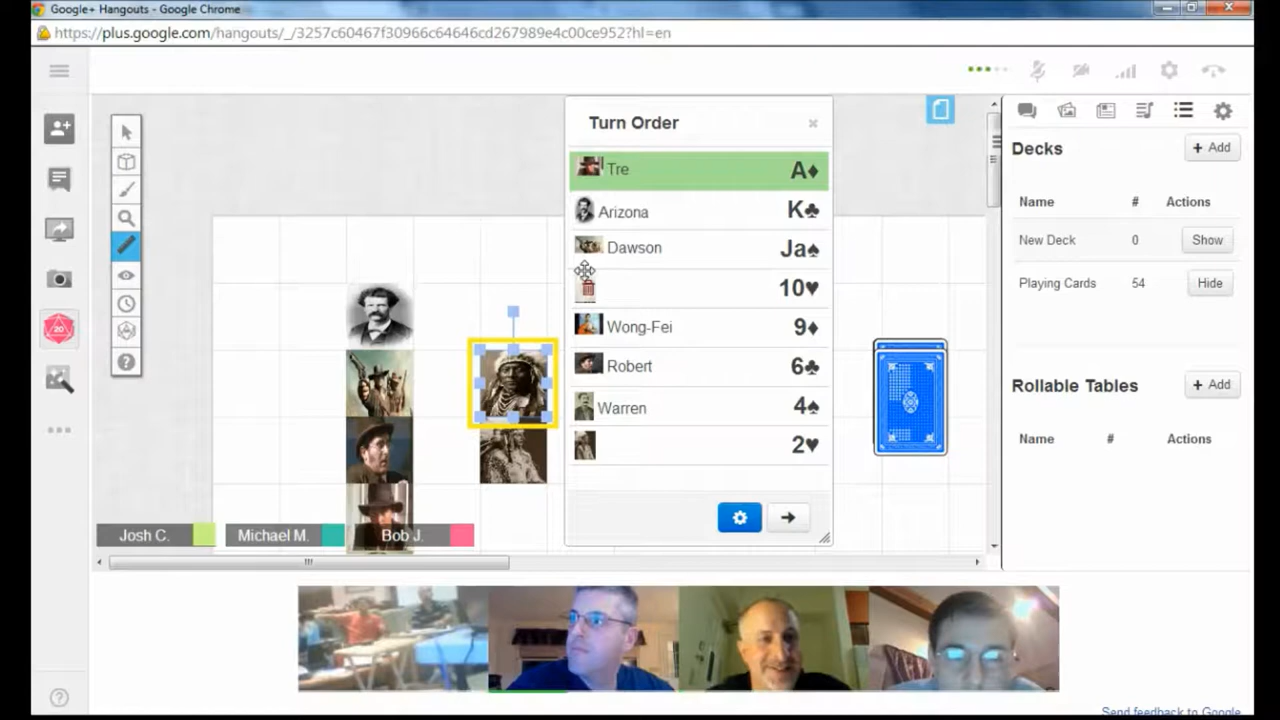 Google+ Hangouts - Google Chrome
https://plus.google.com/hangouts/_/3257c60467f30966c64646cd267989e4c00ce952?hl=en
Turn Order
Tre A♦
Arizona K♣
Dawson Ja♠
10♥
Wong-Fei 9♦
Robert 6♣
Warren 4♠
2♥
Decks
+ Add
Name # Actions
New Deck 0 Show
Playing Cards 54 Hide
Rollable Tables
+ Add
Name # Actions
20
Josh C. Michael M. Bob J.
Send feedback to Google